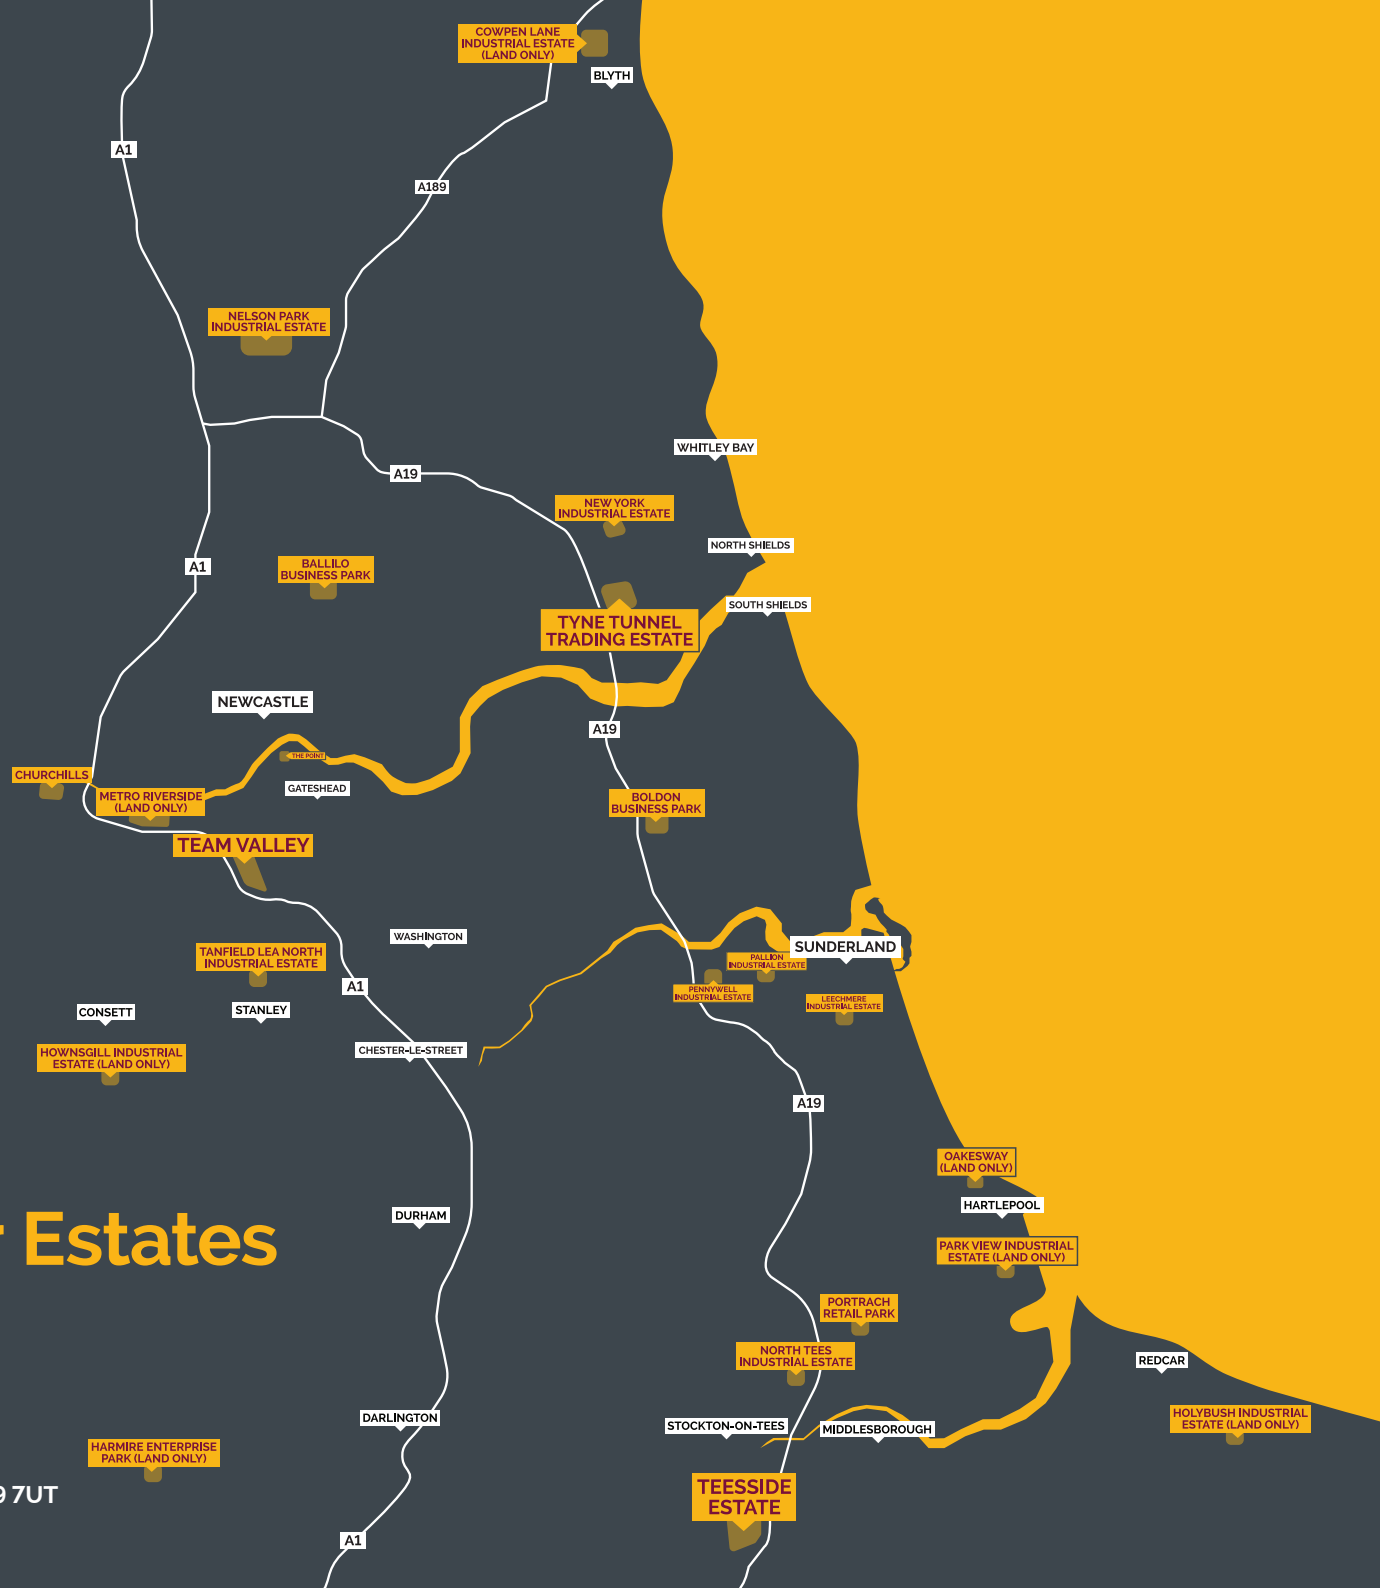 COWPEN LANE
INDUSTRIAL ESTATE
(LAND ONLY)
BLYTH
A1
A189
NELSON PARK
INDUSTRIAL ESTATE
WHITLEY BAY
A19
NEW YORK
INDUSTRIAL ESTATE
NORTH SHIELDS
A1
BALLILO
BUSINESS PARK
SOUTH SHIELDS
TYNE TUNNEL
TRADING ESTATE
NEWCASTLE
A19
THE POINT
CHURCHILLS
GATESHEAD
METRO RIVERSIDE
(LAND ONLY)
BOLDON
BUSINESS PARK
TEAM VALLEY
WASHINGTON
SUNDERLAND
TANFIELD LEA NORTH
INDUSTRIAL ESTATE
PALLION
INDUSTRIAL ESTATE
A1
PENNYWELL
INDUSTRIAL ESTATE
LEECHMERE
INDUSTRIAL ESTATE
CONSETT
STANLEY
CHESTER-LE-STREET
HOWNSGILL INDUSTRIAL
ESTATE (LAND ONLY)
A19
OAKESWAY
(LAND ONLY)
HARTLEPOOL
DURHAM
Estates
PARK VIEW INDUSTRIAL
ESTATE (LAND ONLY)
PORTRACH
RETAIL PARK
NORTH TEES
INDUSTRIAL ESTATE
REDCAR
DARLINGTON
STOCKTON-ON-TEES
MIDDLESBOROUGH
HOLYBUSH INDUSTRIAL
ESTATE (LAND ONLY)
HARMIRE ENTERPRISE
PARK (LAND ONLY)
9 7UT
TEESSIDE
ESTATE
A1